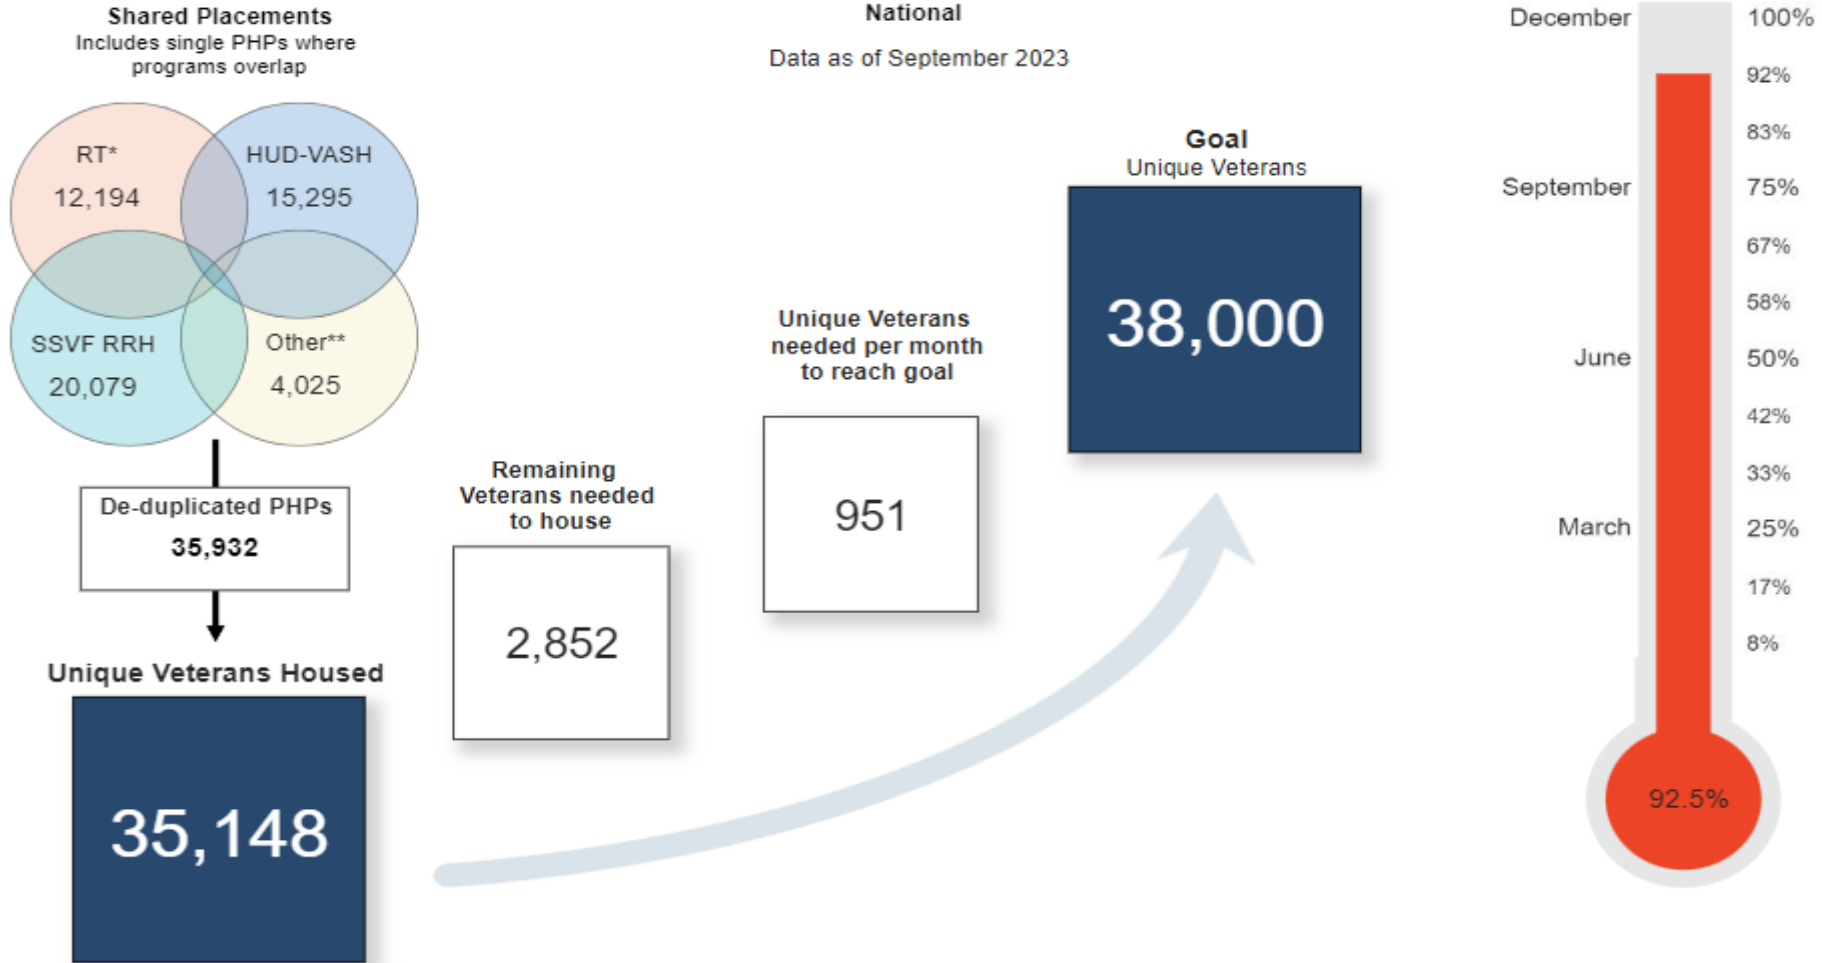 Shared Placements
Includes single PHPs where
programs overlap
RT*
12,194
HUD-VASH
15,295
SSVF RRH
20,079
Other**
4,025
De-duplicated PHPs
35,932
Unique Veterans Housed
35,148
Remaining
Veterans needed
to house
2,852
National
Data as of September 2023
Unique Veterans
needed per month
to reach goal
951
Goal
Unique Veterans
38,000
December 100%
92%
83%
September 75%
67%
58%
June 50%
42%
33%
March 25%
17%
8%
92.5%